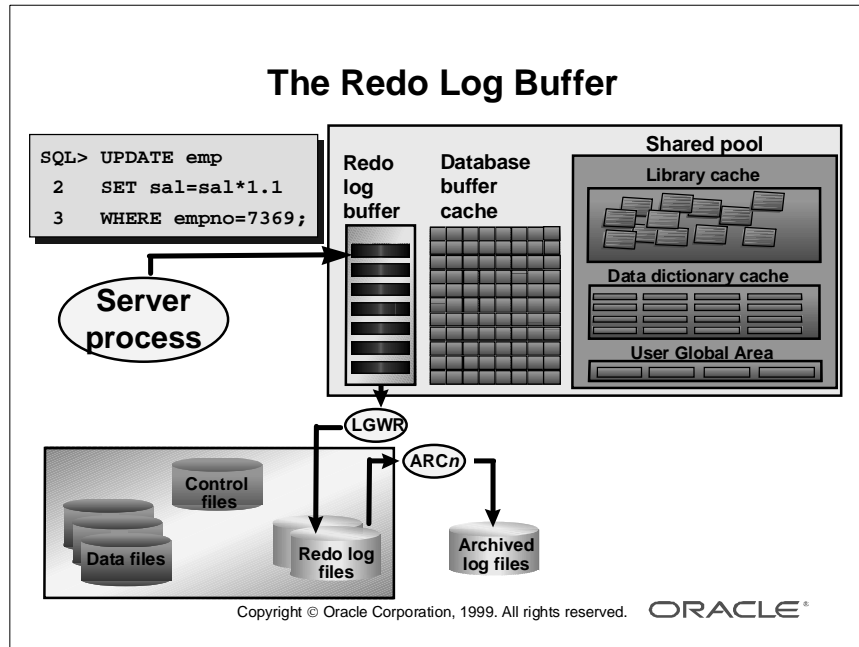 The Redo Log Buffer
SQL> UPDATE emp
2 SET sal=sal*1.1
3 WHERE empno=7369;
Server
process
Redo
log
buffer
Database
buffer
cache
Shared pool
Library cache
Data dictionary cache
User Global Area
LGWR
ARCn
Control
files
Data files
Redo log
files
Archived
log files
Copyright © Oracle Corporation, 1999. All rights reserved.
ORACLE®